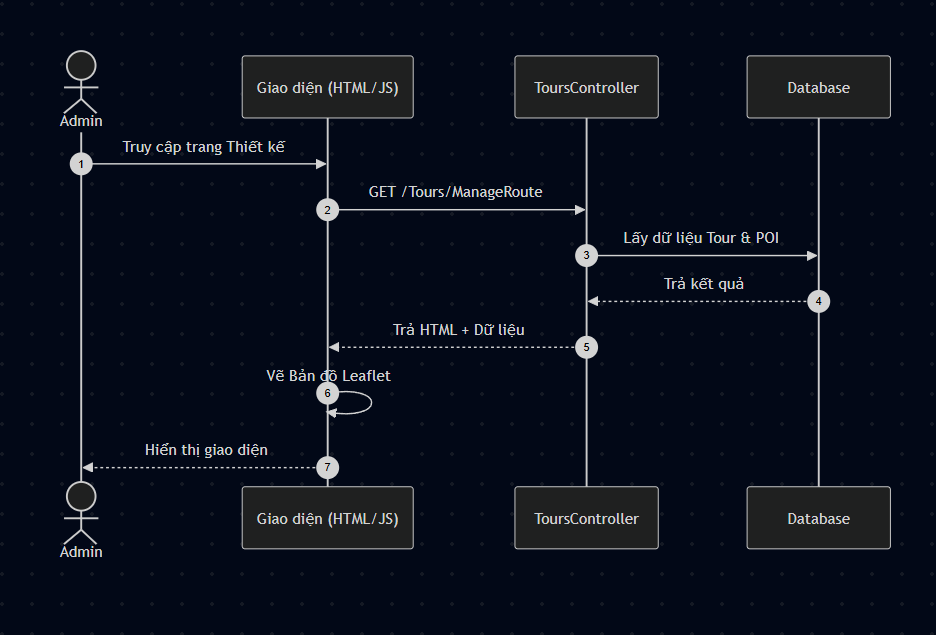 Admin
Giao diện (HTML/JS)
ToursController
Database
Truy cập trang Thiết kế
1
GET /Tours/ManageRoute
2
Lấy dữ liệu Tour & POI
3
Trả kết quả
4
Trả HTML + Dữ liệu
5
Vẽ Bản đồ Leaflet
6
Hiển thị giao diện
7
Admin
Giao diện (HTML/JS)
ToursController
Database